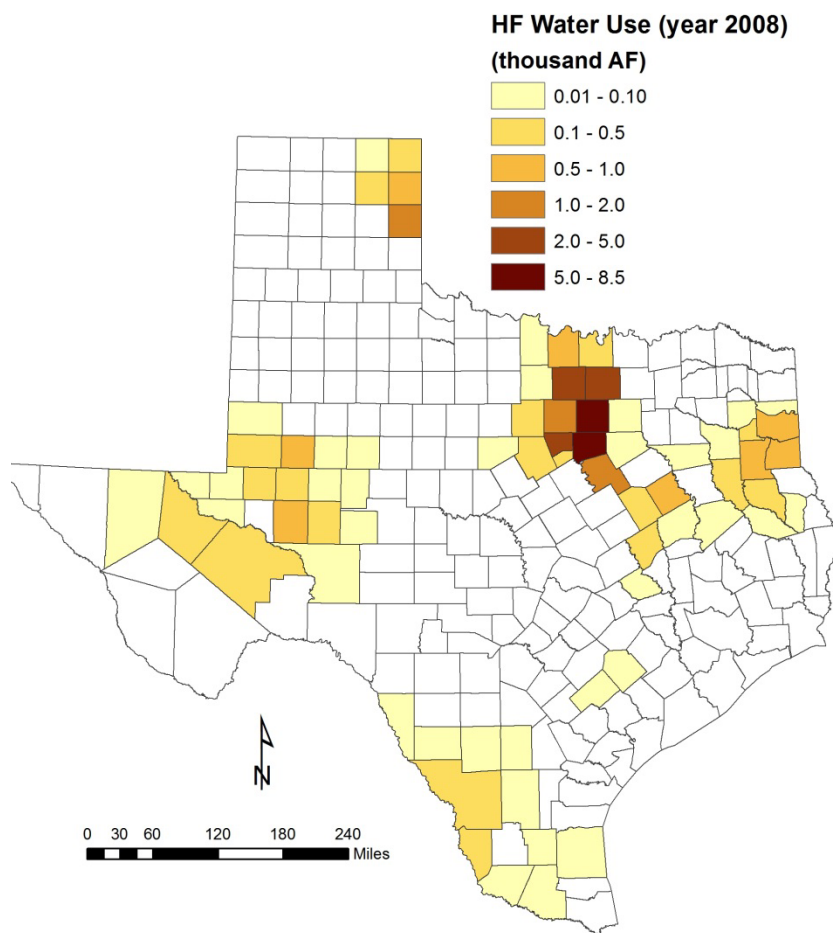 HF Water Use (year 2008)
(thousand AF)
0.01 - 0.10
0.1 - 0.5
0.5 - 1.0
1.0 - 2.0
2.0 - 5.0
5.0 - 8.5
N
0 30 60 120 180 240
Miles